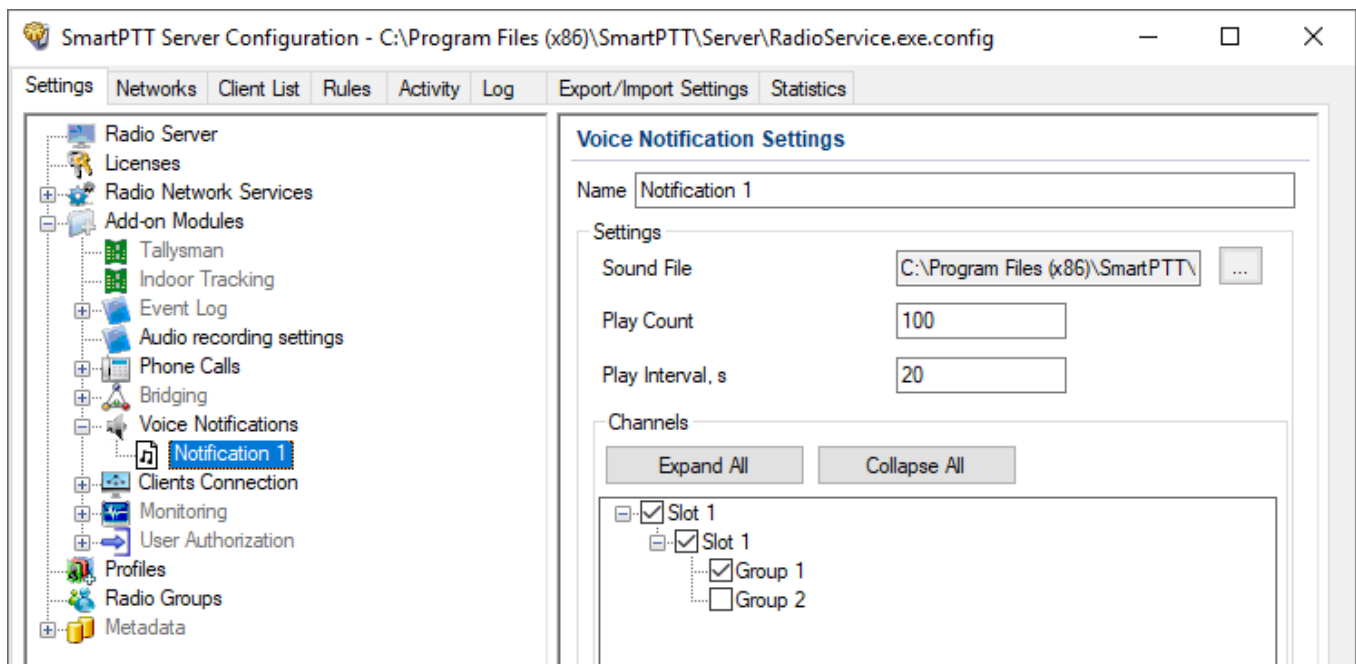 SmartPTT Server Configuration - C:\Program Files (x86)\SmartPTT\Server\RadioService.exe.config
Settings Networks Client List Rules Activity Log Export/Import Settings Statistics
Radio Server
Licenses
Radio Network Services
Add-on Modules
Tallysman
Indoor Tracking
Event Log
Audio recording settings
Phone Calls
Bridging
Voice Notifications
Notification 1
Clients Connection
Monitoring
User Authorization
Profiles
Radio Groups
Metadata
Voice Notification Settings
Name Notification 1
Settings
Sound File C:\Program Files (x86)\SmartPTT\ ...
Play Count 100
Play Interval, s 20
Channels
Expand All Collapse All
Slot 1
Slot 1
Group 1
Group 2